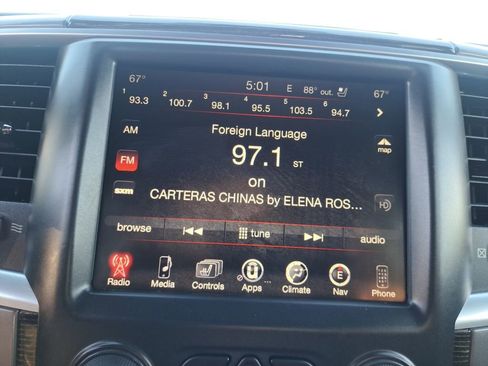 67° 5:01 E 88° out. 67°
1 93.3 2 100.7 3 98.1 4 95.5 5 103.5 6 94.7
AM
Foreign Language
map
FM
97.1 ST
on
sxm
CARTERAS CHINAS by ELENA ROS...
HD
browse tune audio
Radio Media Controls Apps ... Climate E Nav Phone